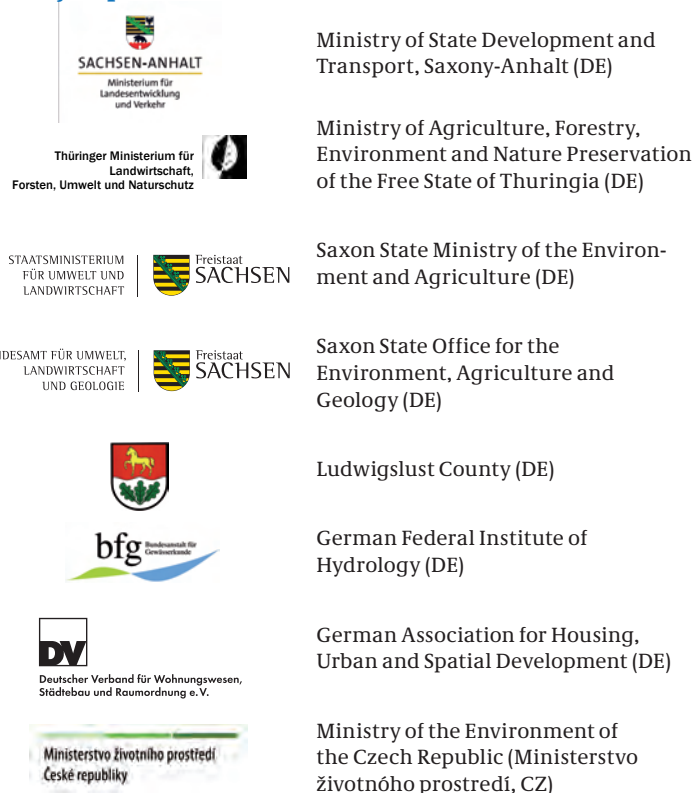 SACHSEN-ANHALT
Ministerium für
Landesentwicklung
und Verkehr
Ministry of State Development and
Transport, Saxony-Anhalt (DE)
Thüringer Ministerium für
Landwirtschaft,
Forsten, Umwelt und Naturschutz
Ministry of Agriculture, Forestry,
Environment and Nature Preservation
of the Free State of Thuringia (DE)
STAATSMINISTERIUM
FÜR UMWELT UND
LANDWIRTSCHAFT
Freistaat
SACHSEN
Saxon State Ministry of the Environ-
ment and Agriculture (DE)
NDESAMT FÜR UMWELT,
LANDWIRTSCHAFT
UND GEOLOGIE
Freistaat
SACHSEN
Saxon State Office for the
Environment, Agriculture and
Geology (DE)
Ludwigslust County (DE)
bfg Bundesanstalt für
Gewässerkunde
German Federal Institute of
Hydrology (DE)
DV
Deutscher Verband für Wohnungswesen,
Städtebau und Raumordnung e.V.
German Association for Housing,
Urban and Spatial Development (DE)
Ministerstvo životního prostředí
České republiky
Ministry of the Environment of
the Czech Republic (Ministerstvo
životnóho prostredí, CZ)